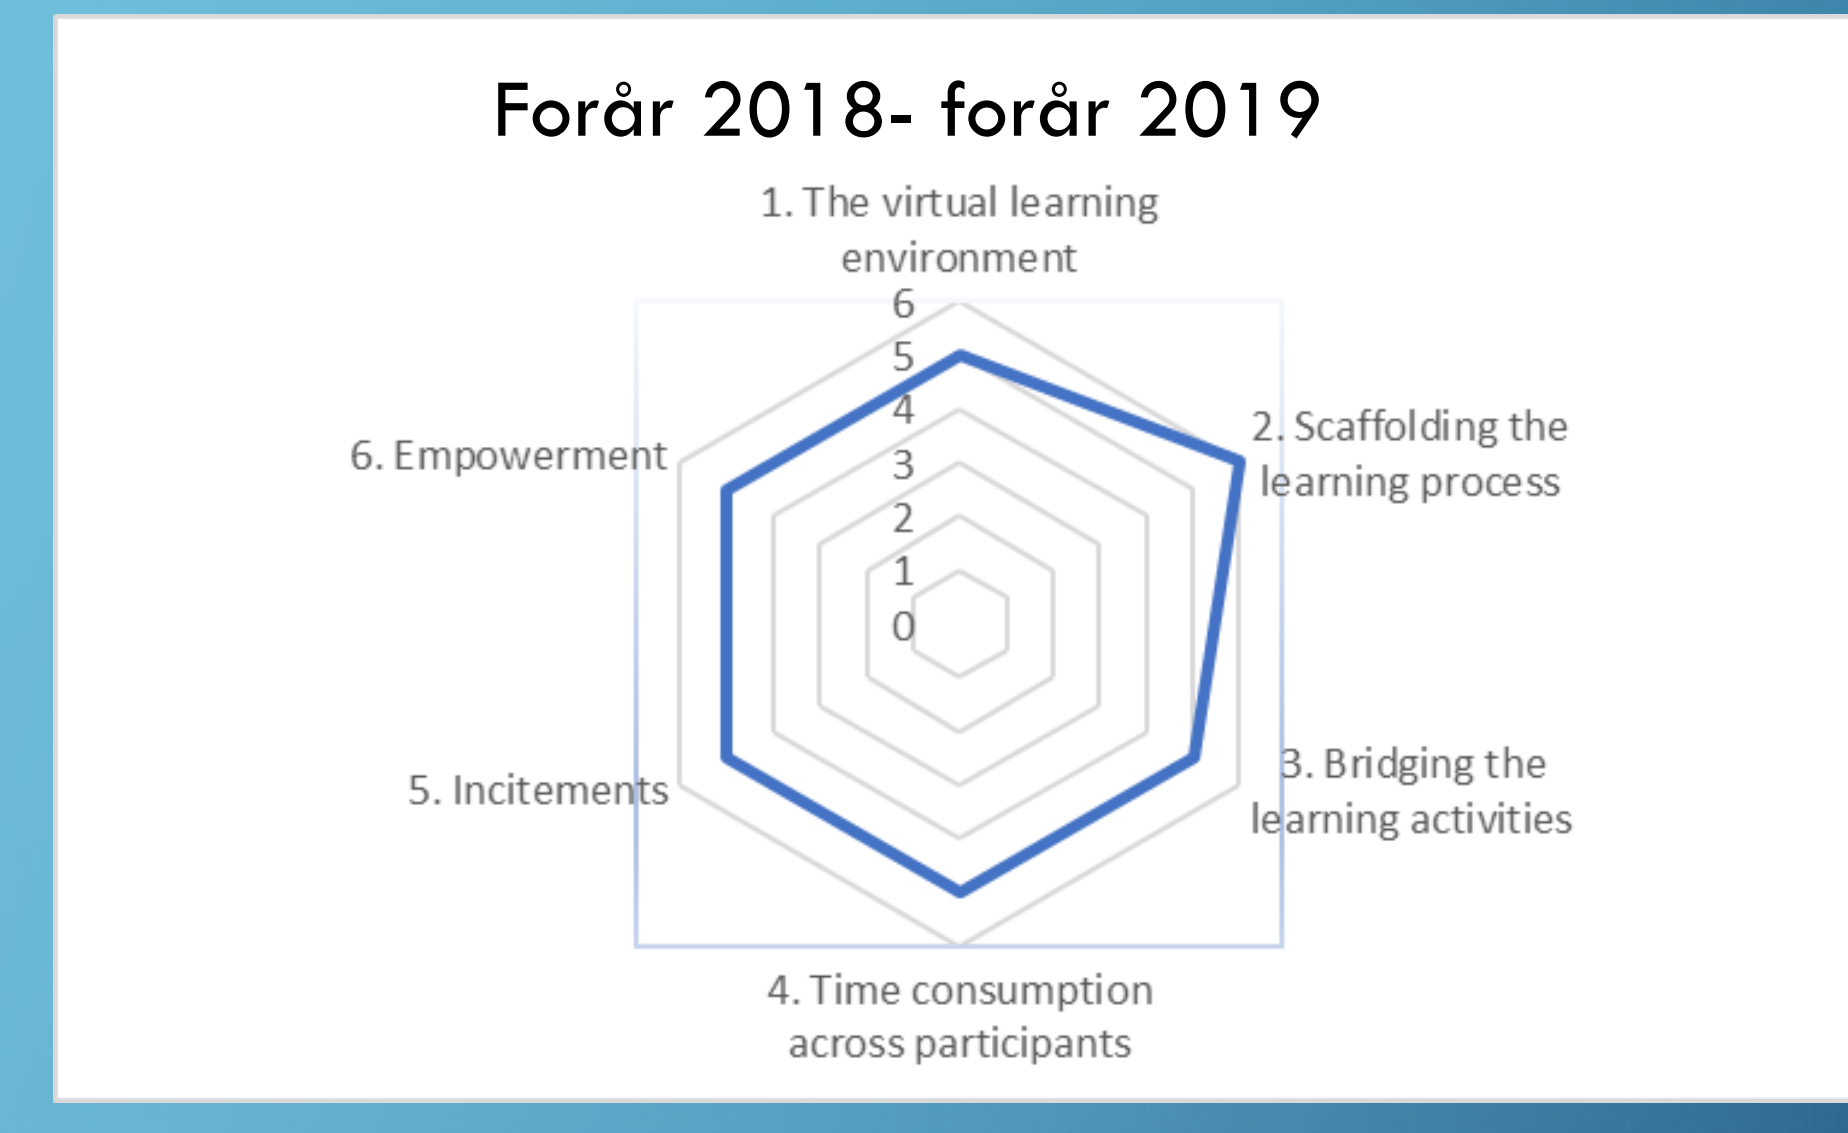 Forår 2018- forår 2019
1. The virtual learning
environment
6
5
4
3
2
1
0
2. Scaffolding the
learning process
3. Bridging the
learning activities
4. Time consumption
across participants
5. Incitements
6. Empowerment